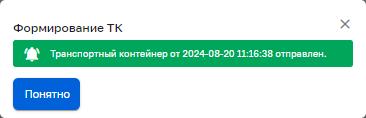 Формирование ТК
Транспортный контейнер от 2024-08-20 11:16:38 отправлен.
Понятно